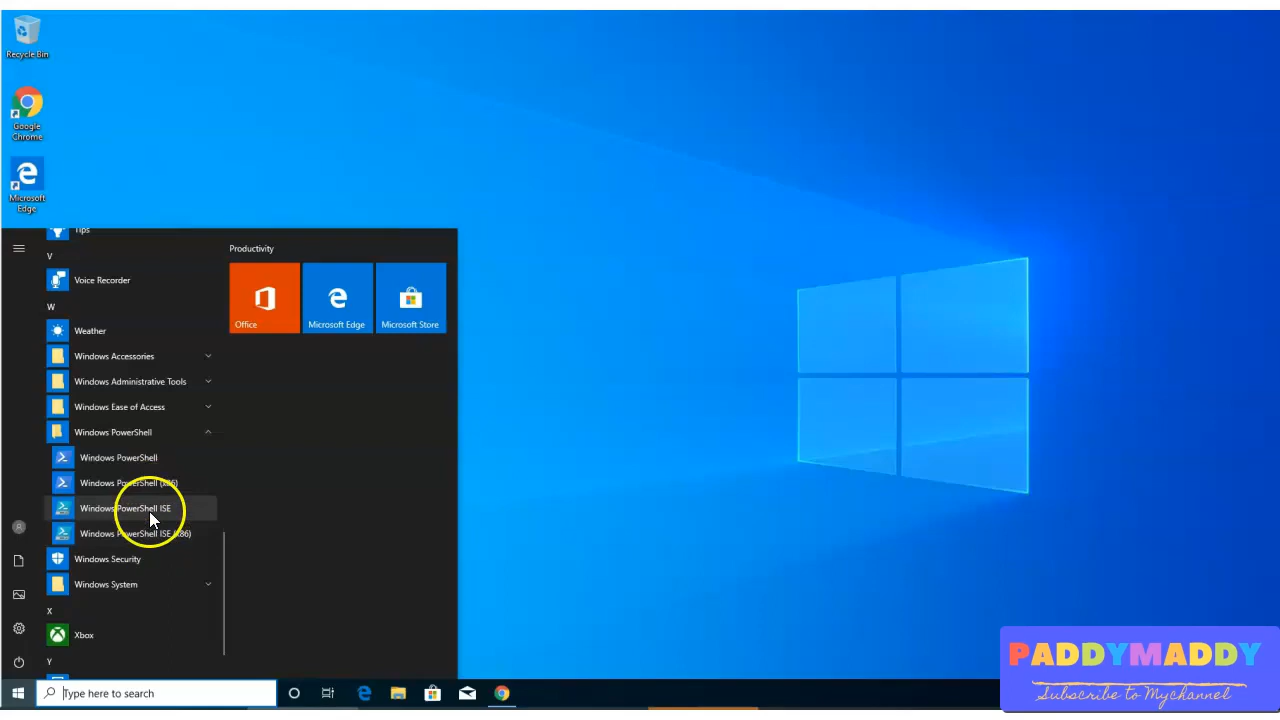 Recycle Bin
Google
Chrome
Microsoft
Edge
Tips
V
Voice Recorder
W
Weather
Windows Accessories
Windows Administrative Tools
Windows Ease of Access
Windows PowerShell
Windows PowerShell
Windows PowerShell (x86)
Windows PowerShell ISE
Windows PowerShell ISE (x86)
Windows Security
Windows System
X
Xbox
Y
Productivity
Office
Microsoft Edge
Microsoft Store
Type here to search
PADDYMADDY
Subscribe to Mychannel